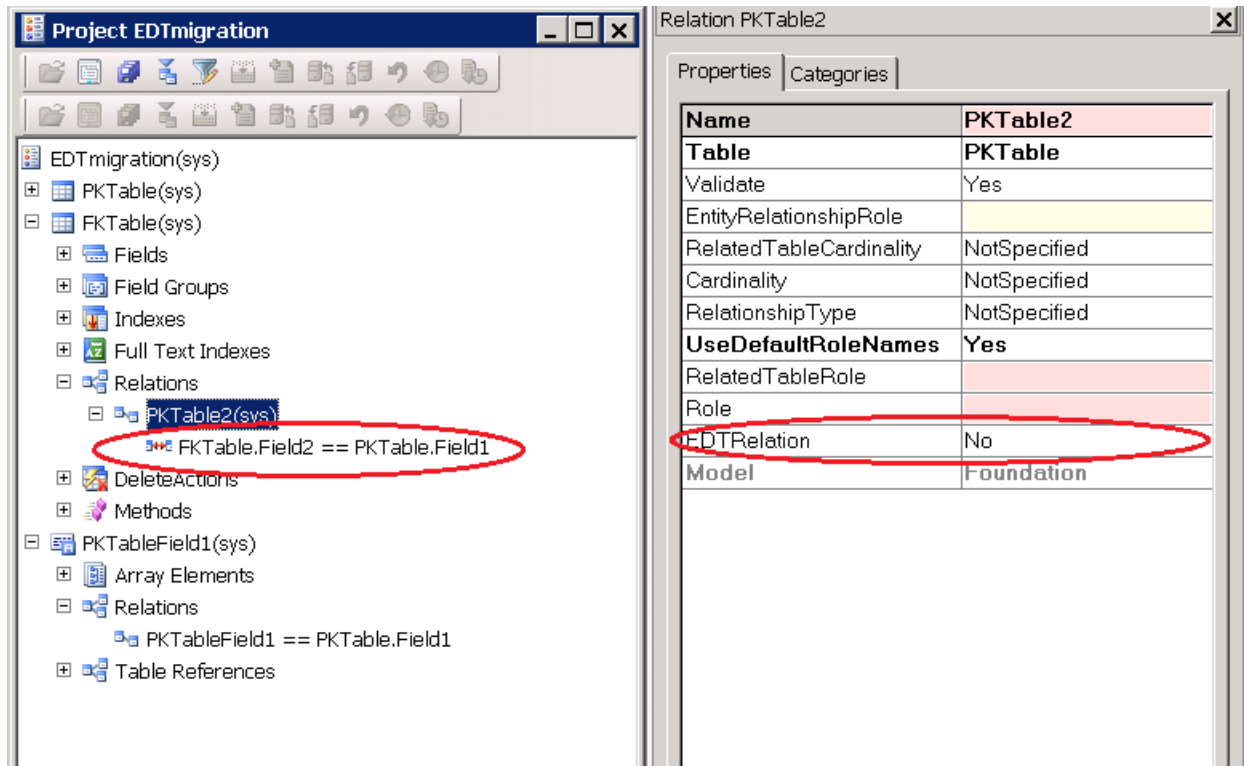 Project EDTmigration
EDTmigration(sys)
PKTable(sys)
FKTable(sys)
Fields
Field Groups
Indexes
Full Text Indexes
Relations
PKTable2(sys)
FKTable.Field2 == PKTable.Field1
DeleteActions
Methods
PKTableField1(sys)
Array Elements
Relations
PKTableField1 == PKTable.Field1
Table References
Relation PKTable2
Properties Categories
Name PKTable2
Table PKTable
Validate Yes
EntityRelationshipRole
RelatedTableCardinality NotSpecified
Cardinality NotSpecified
RelationshipType NotSpecified
UseDefaultRoleNames Yes
RelatedTableRole
Role
EDTRelation No
Model Foundation